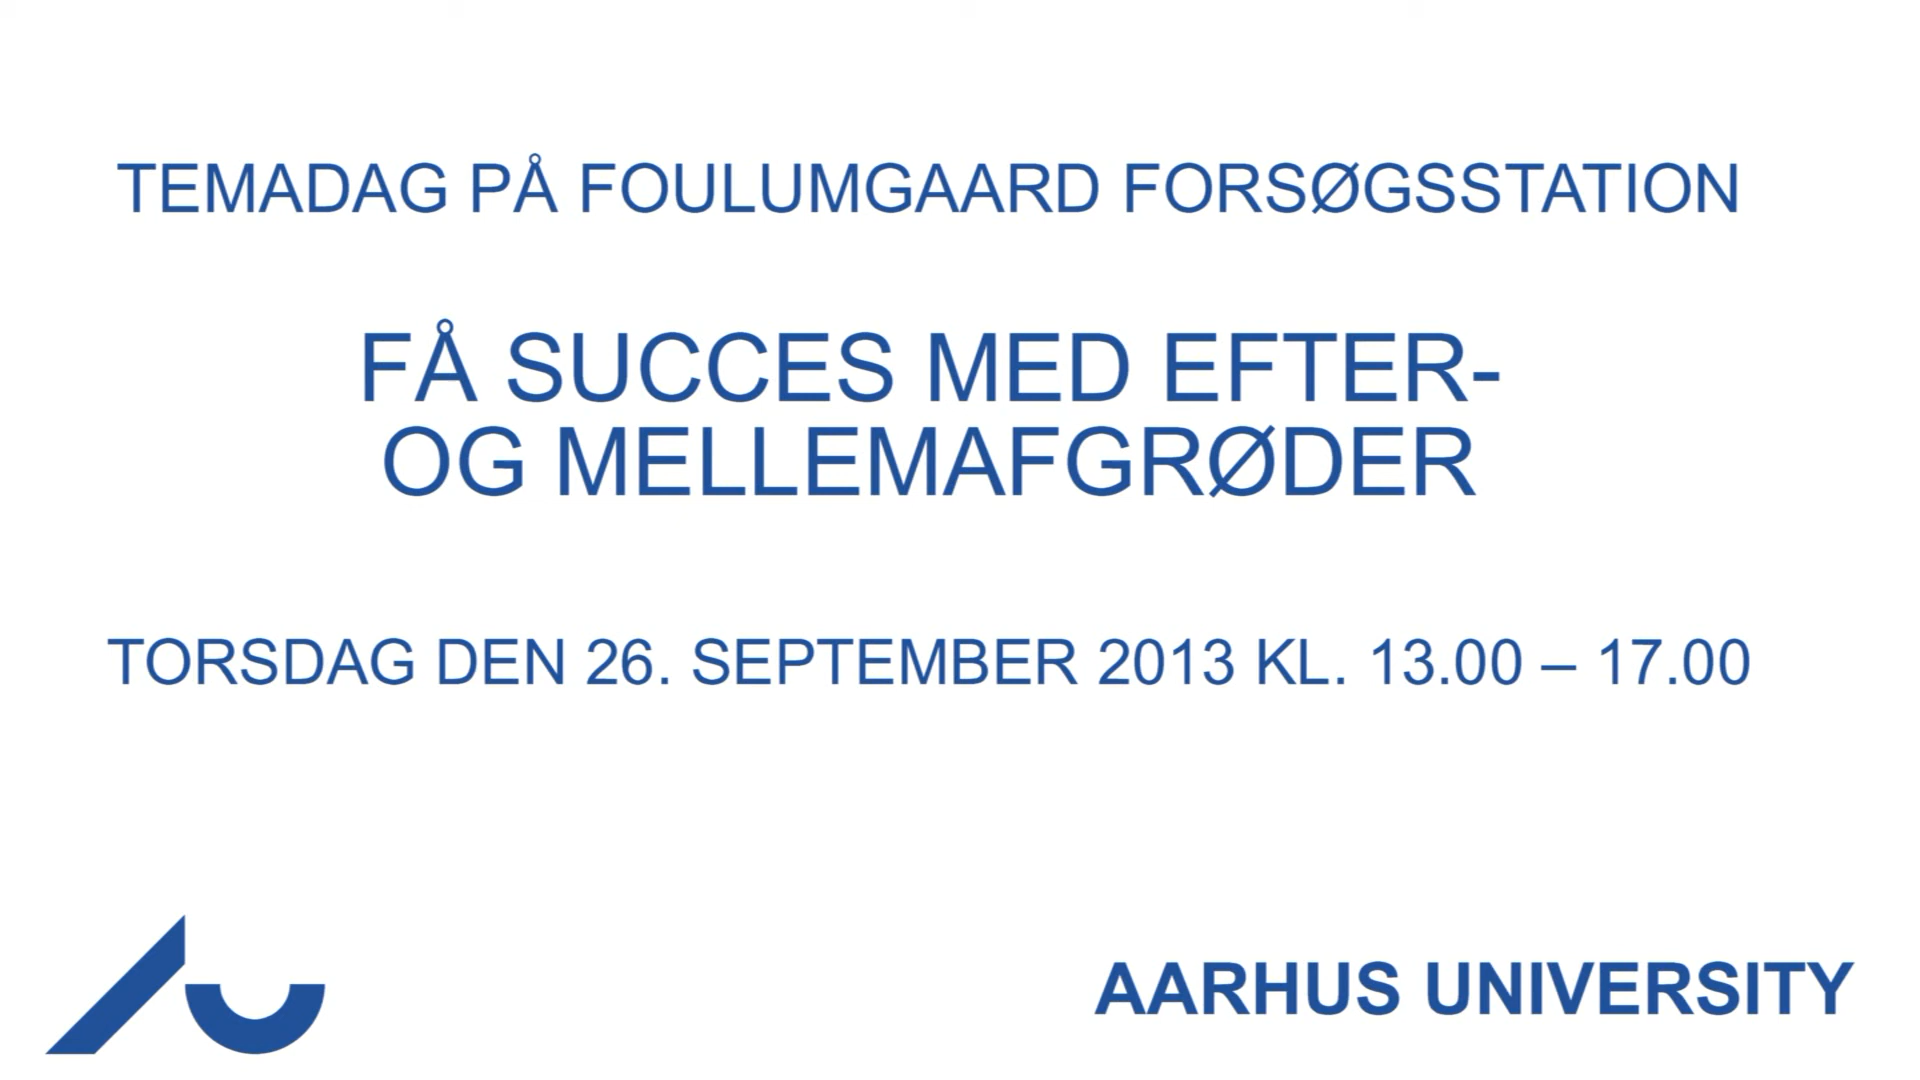 TEMADAG PÅ FOULUMGAARD FORSØGSSTATION
FÅ SUCCES MED EFTER-
OG MELLEMAFGRØDER
TORSDAG DEN 26. SEPTEMBER 2013 KL. 13.00 – 17.00
AARHUS UNIVERSITY